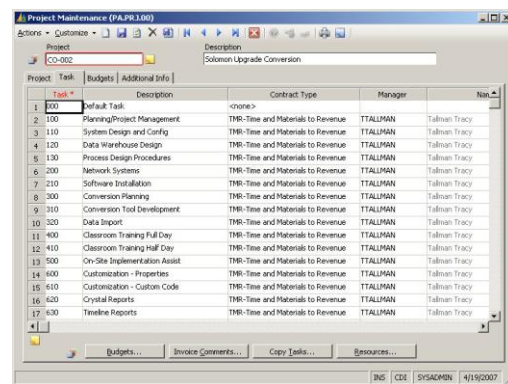 Project Maintenance (PA.PRJ.00)
Actions Customize
Project Description
CO-002 Solomon Upgrade Conversion
Project Task Budgets Additional Info
Task* Description Contract Type Manager Nam
1 000 Default Task <none>
2 100 Planning/Project Management TMR-Time and Materials to Revenue TTALLMAN Tallman Tracy
3 110 System Design and Config TMR-Time and Materials to Revenue TTALLMAN Tallman Tracy
4 120 Data Warehouse Design TMR-Time and Materials to Revenue TTALLMAN Tallman Tracy
5 130 Process Design Procedures TMR-Time and Materials to Revenue TTALLMAN Tallman Tracy
6 200 Network Systems TMR-Time and Materials to Revenue TTALLMAN Tallman Tracy
7 210 Software Installation TMR-Time and Materials to Revenue TTALLMAN Tallman Tracy
8 300 Conversion Planning TMR-Time and Materials to Revenue TTALLMAN Tallman Tracy
9 310 Conversion Tool Development TMR-Time and Materials to Revenue TTALLMAN Tallman Tracy
10 320 Data Import TMR-Time and Materials to Revenue TTALLMAN Tallman Tracy
11 400 Classroom Training Full Day TMR-Time and Materials to Revenue TTALLMAN Tallman Tracy
12 410 Classroom Training Half Day TMR-Time and Materials to Revenue TTALLMAN Tallman Tracy
13 500 On-Site Implementation Assist TMR-Time and Materials to Revenue TTALLMAN Tallman Tracy
14 600 Customization - Properties TMR-Time and Materials to Revenue TTALLMAN Tallman Tracy
15 610 Customization - Custom Code TMR-Time and Materials to Revenue TTALLMAN Tallman Tracy
16 620 Crystal Reports TMR-Time and Materials to Revenue TTALLMAN Tallman Tracy
17 630 Timeline Reports TMR-Time and Materials to Revenue TTALLMAN Tallman Tracy
Budgets... Invoice Comments... Copy Tasks... Resources...
INS CDI SYSADMIN 4/19/2007